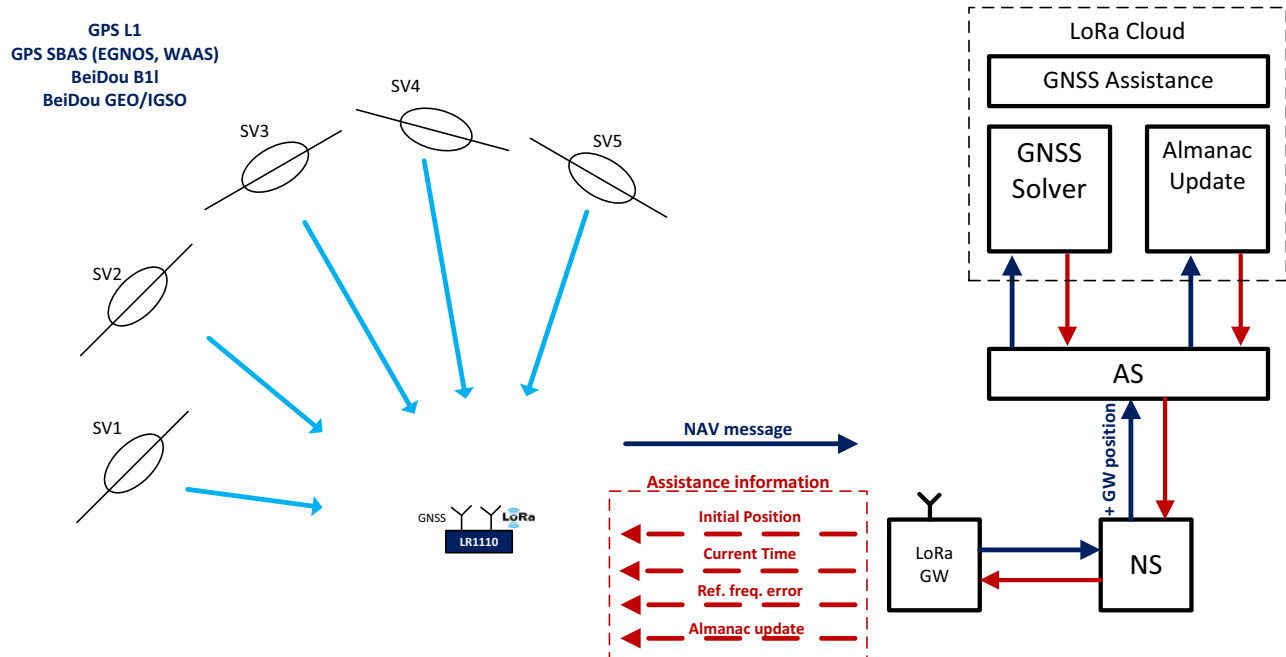 GPS L1
GPS SBAS (EGNOS, WAAS)
BeiDou B1I
BeiDou GEO/IGSO
SV4
SV3
SV5
SV2
SV1
GNSS
LoRa
LR1110
NAV message
Assistance information
Initial Position
Current Time
Ref. freq. error
Almanac update
LoRa Cloud
GNSS Assistance
GNSS
Solver
Almanac
Update
AS
+ GW position
LoRa
GW
NS